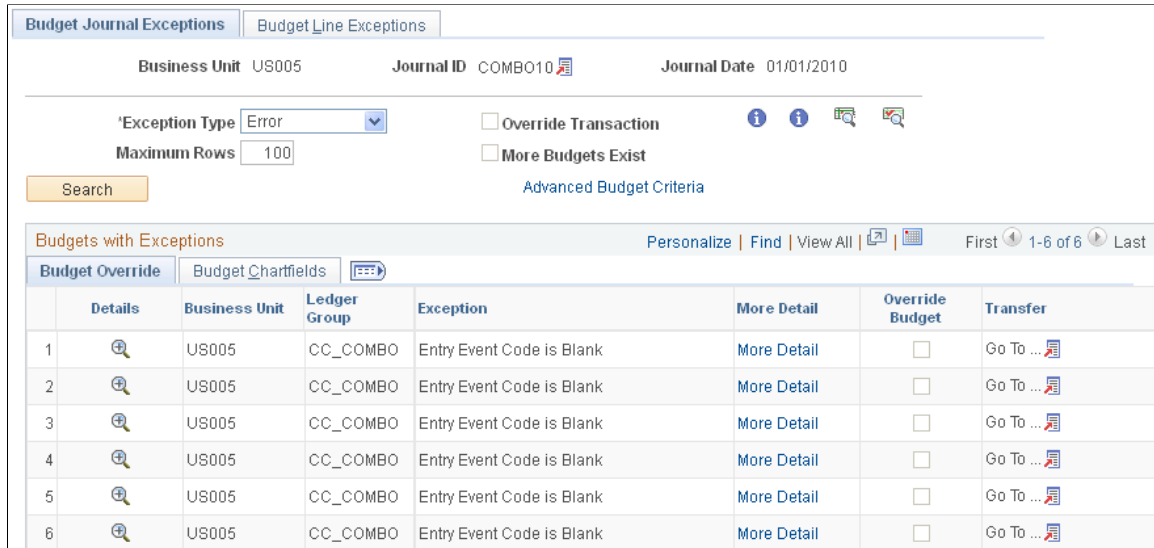 Budget Journal Exceptions Budget Line Exceptions
Business Unit US005 Journal ID COMBO10 Journal Date 01/01/2010
*Exception Type Error Override Transaction
Maximum Rows 100 More Budgets Exist
Search Advanced Budget Criteria
Budgets with Exceptions Personalize | Find | View All | | First 1-6 of 6 Last
Budget Override Budget Chartfields
Details Business Unit Ledger Group Exception More Detail Override Budget Transfer
1 US005 CC_COMBO Entry Event Code is Blank More Detail Go To ...
2 US005 CC_COMBO Entry Event Code is Blank More Detail Go To ...
3 US005 CC_COMBO Entry Event Code is Blank More Detail Go To ...
4 US005 CC_COMBO Entry Event Code is Blank More Detail Go To ...
5 US005 CC_COMBO Entry Event Code is Blank More Detail Go To ...
6 US005 CC_COMBO Entry Event Code is Blank More Detail Go To ...